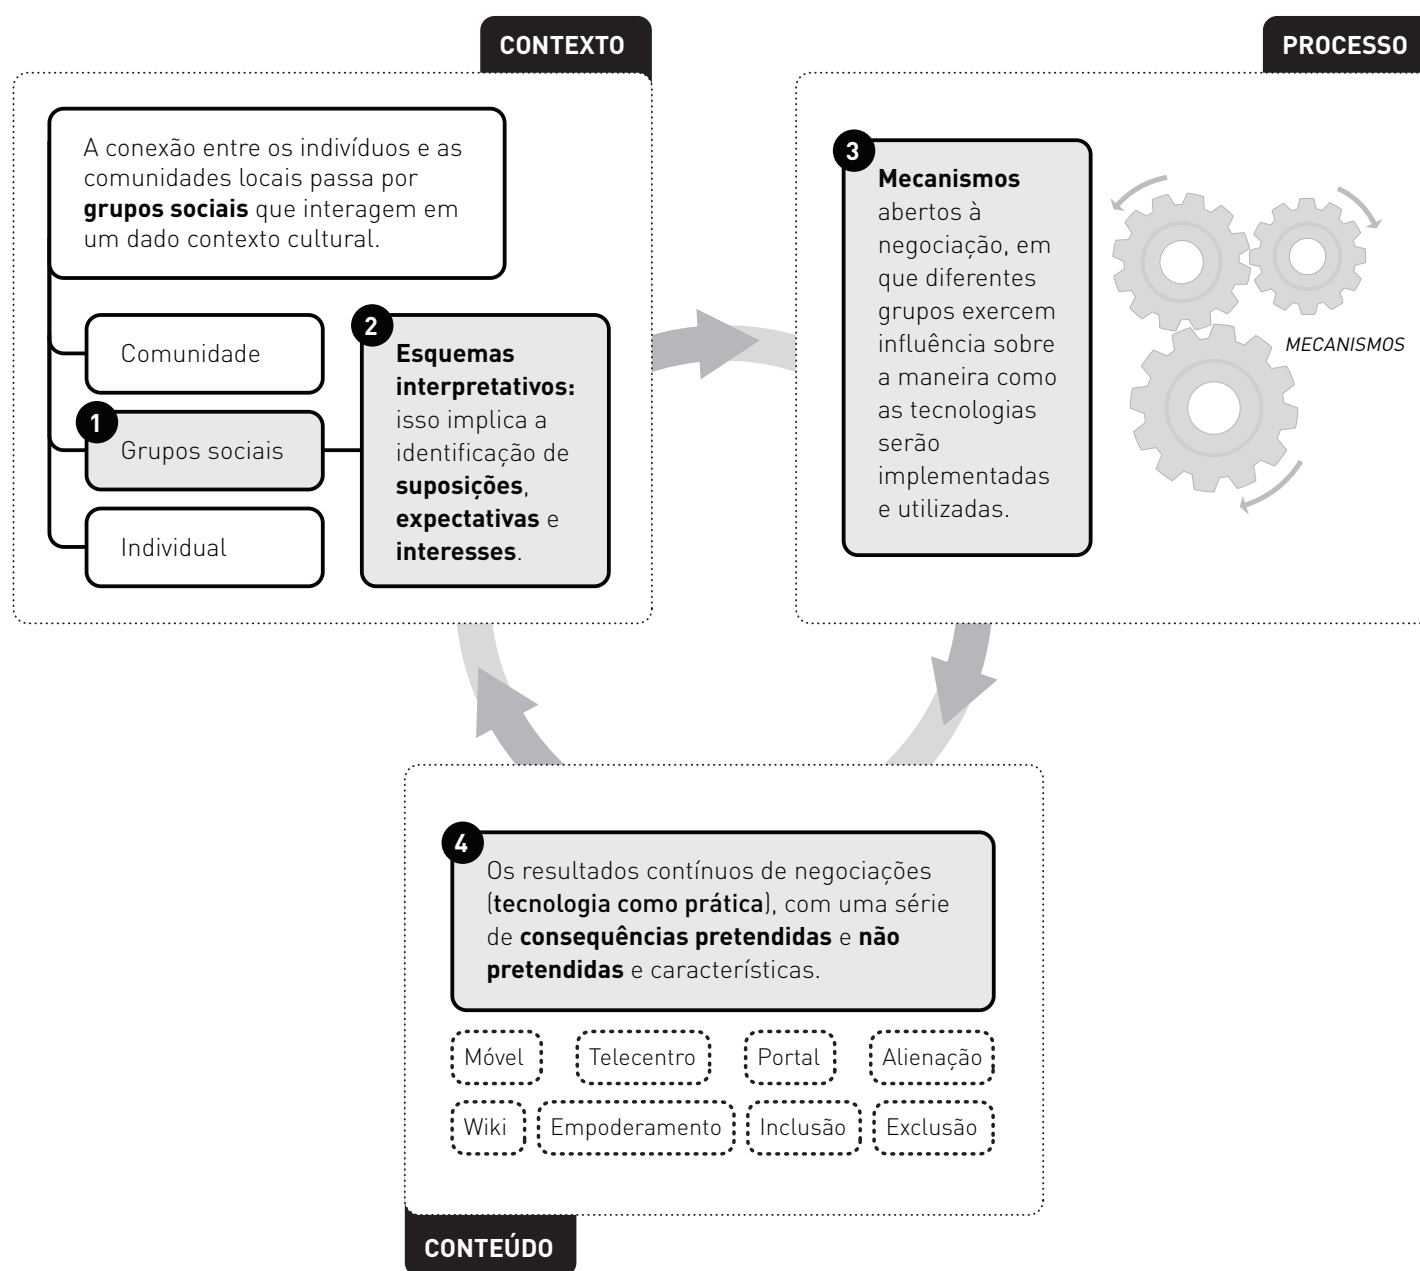 CONTEXTO
A conexão entre os indivíduos e as
comunidades locais passa por
grupos sociais que interagem em
um dado contexto cultural.
Comunidade
1
Grupos sociais
Individual
2
Esquemas
interpretativos:
isso implica a
identificação de
suposições,
expectativas e
interesses.
PROCESSO
3
Mecanismos
abertos à
negociação, em
que diferentes
grupos exercem
influência sobre
a maneira como
as tecnologias
serão
implementadas
e utilizadas.
MECANISMOS
4
Os resultados contínuos de negociações
(tecnologia como prática), com uma série
de consequências pretendidas e não
pretendidas e características.
Móvel
Telecentro
Portal
Alienação
Wiki
Empoderamento
Inclusão
Exclusão
CONTEÚDO